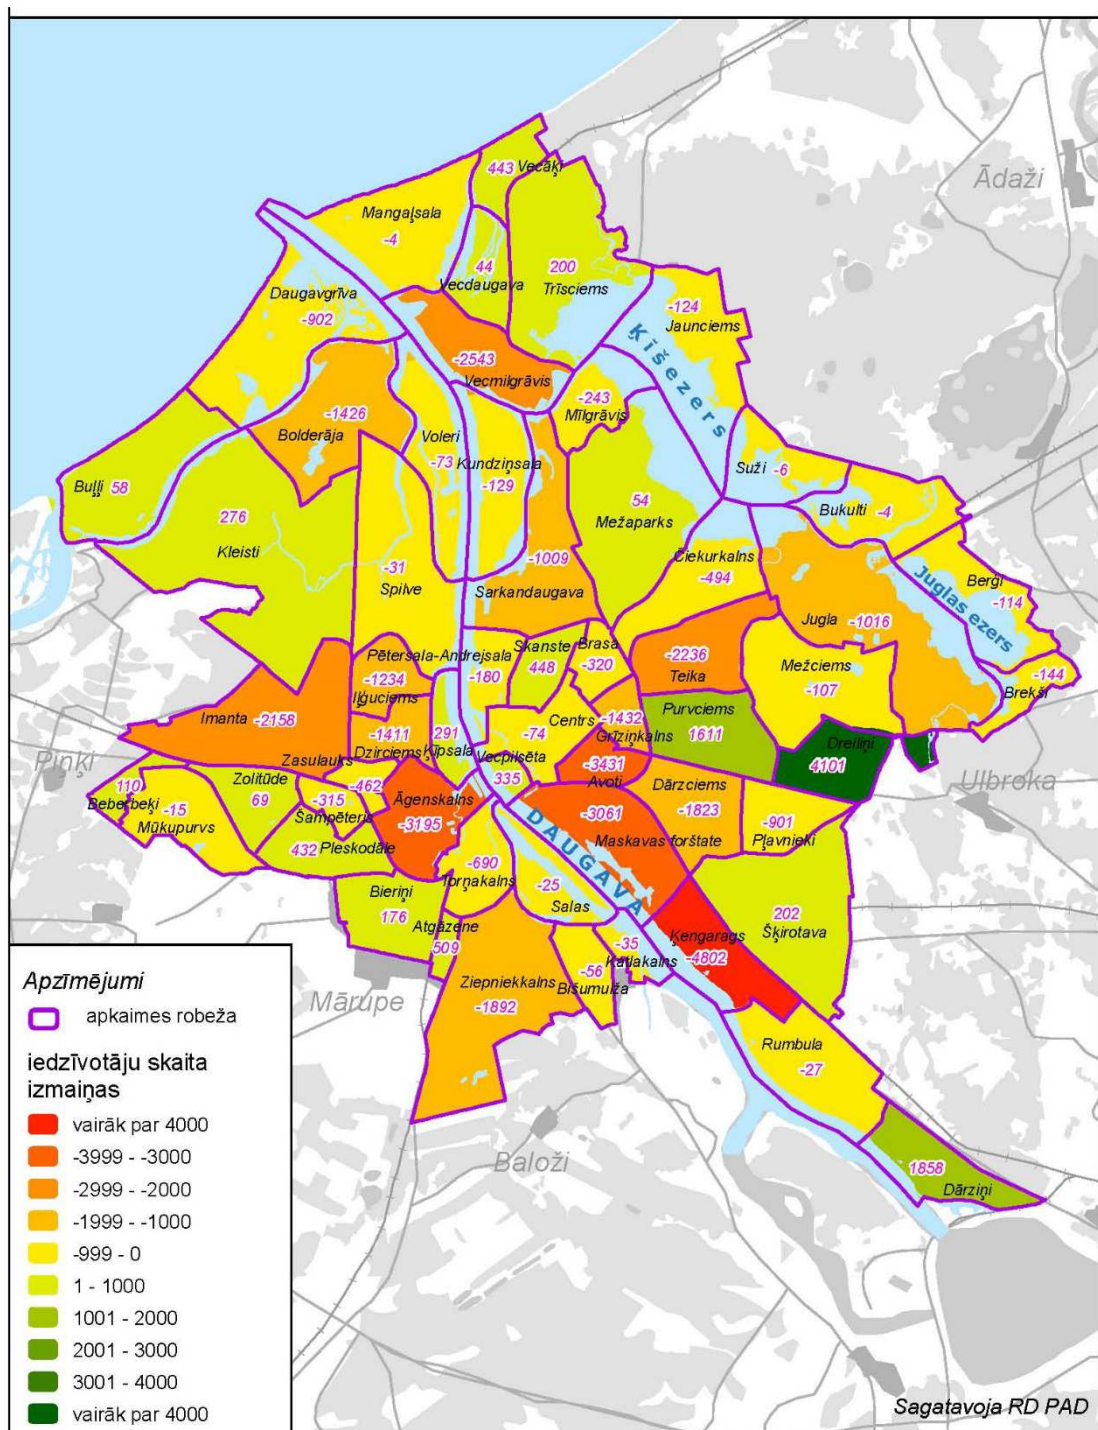 443 Vecāķi
Ādaži
Mangaļsala
-4
44
Vecdaugava
200
Trīsciems
Daugavgrīva
-902
-124
Jaunciems
Ķīšezers
-2543
Vecmilgrāvis
-243
Mīlgrāvis
-1426
Bolderāja
Voleri
-73
Kundziņsala
-129
Suži -6
Bukulti -4
Buļļi 58
276
Kleisti
54
Mežaparks
-1009
Sarkandaugava
Čiekurkalns
-494
-31
Spilve
Juglas ezers
Berģi
-114
Jugla -1016
Skanste
448
Brasa
-320
Pētersala-Andrejsala
-180
-2236
Teika
Mežciems
-107
-144
Brekši
-1234
Iļģuciems
Imanta -2158
-1411
Dzirciems
291
Ķīpsala
Centrs
-74
-1432
Grīziņkalns
Purvciems
1611
Dreiliņi
4101
Piņķi
Zasulauks
-462
Vecpilsēta
335
-3431
Avoti
Ulbroka
Zolitūde
69
110
Beberbeķi
-15
Mūkupurvs
-315
Šampēteris
Āgenskalns
-3195
Dārzciems
-1823
-3061
Maskavas forštate
-901
Pļavnieki
DAUGAVA
432 Pleskodāle
-690
Torņakalns
-25
Salas
Bieriņi
176
Atgāzene
509
202
Šķirotava
Ķengarags
-4802
-35
Katlakalns
-56
Bišumuiža
Ziepniekkalns
-1892
Mārupe
Rumbula
-27
Baloži
1858
Dārziņi
Apzīmējumi
apkaimes robeža
iedzīvotāju skaita
izmaiņas
vairāk par 4000
-3999 - -3000
-2999 - -2000
-1999 - -1000
-999 - 0
1 - 1000
1001 - 2000
2001 - 3000
3001 - 4000
vairāk par 4000
Sagatavoja RD PAD